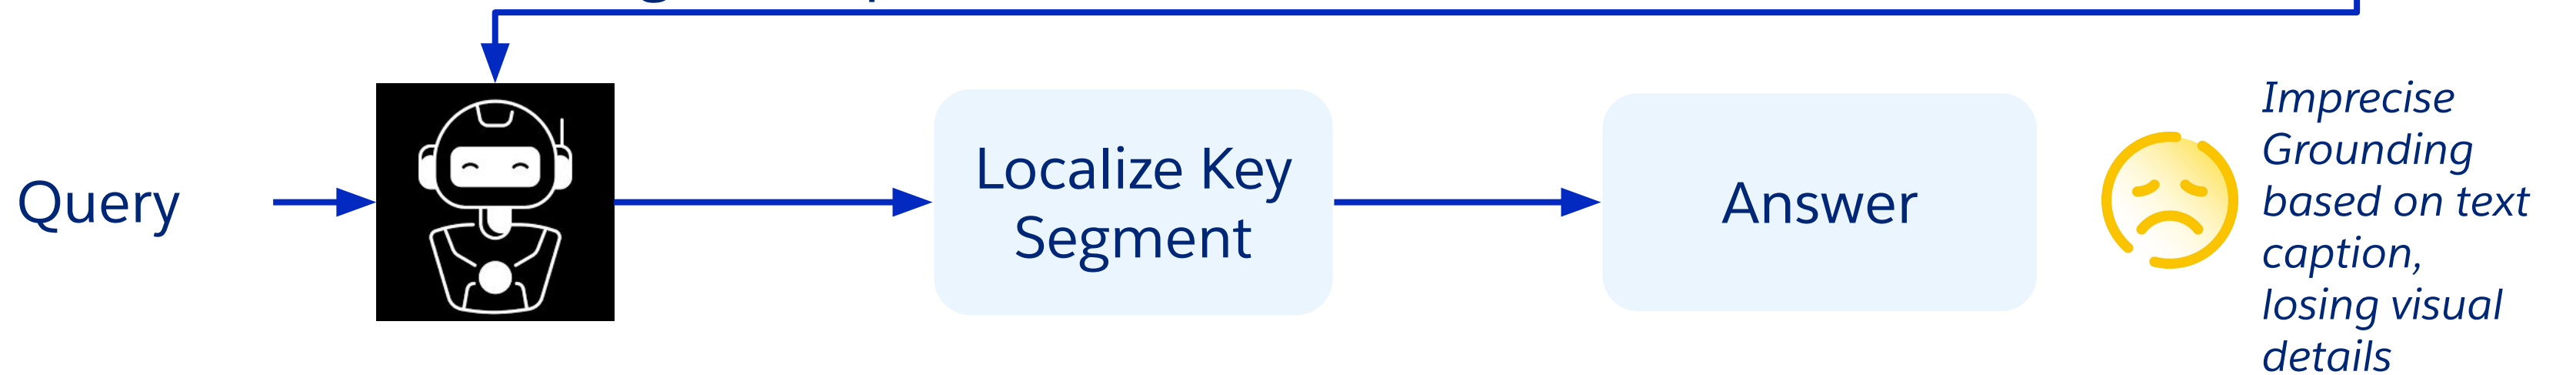 Query
Localize Key
Segment
Answer
Imprecise
Grounding
based on text
caption,
losing visual
details